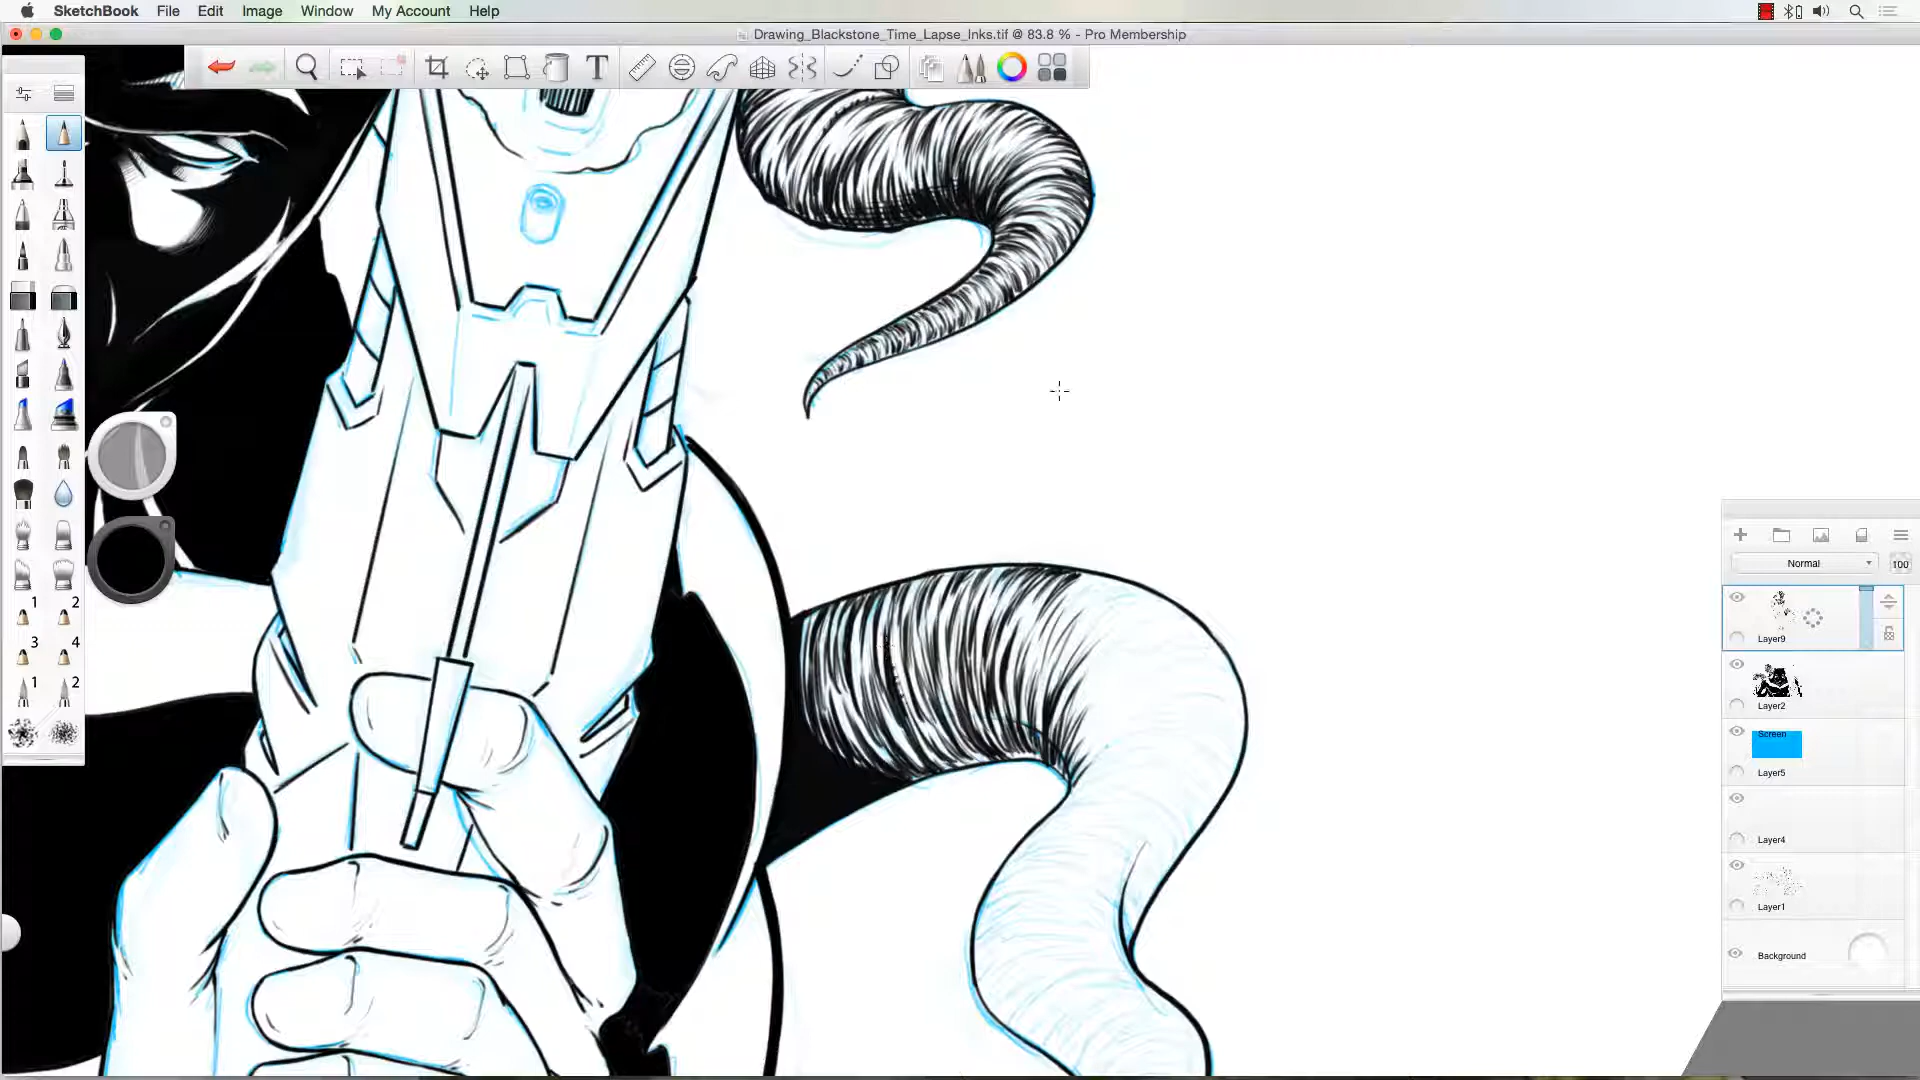 SketchBook File Edit Image Window My Account Help
Drawing_Blackstone_Time_Lapse_Inks.tif @ 83.8 % - Pro Membership
T
1 2
3 4
1 2
Normal 100
Layer9
Layer2
Screen
Layer5
Layer4
Layer1
Background